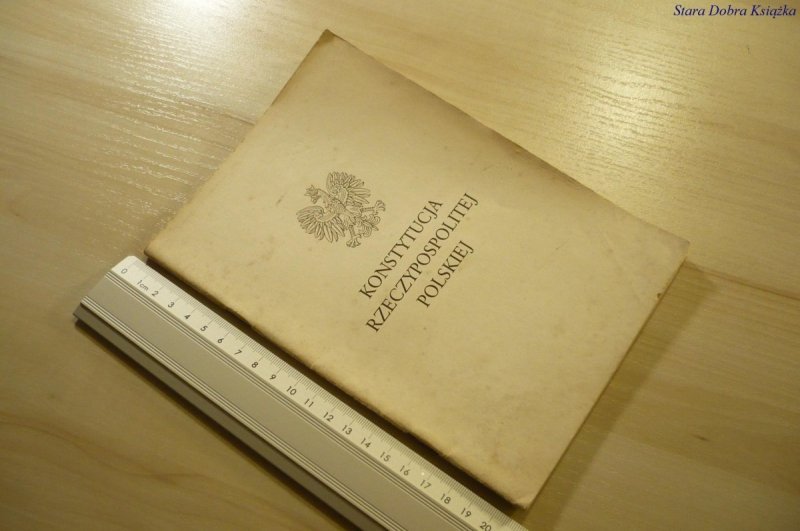 Stara Dobra Książka
KONSTYTUCJA
RZECZYPOSPOLITEJ
POLSKIEJ
0 1cm 2 3 4 5 6 7 8 9 10 11 12 13 14 15 16 17 18 19 20